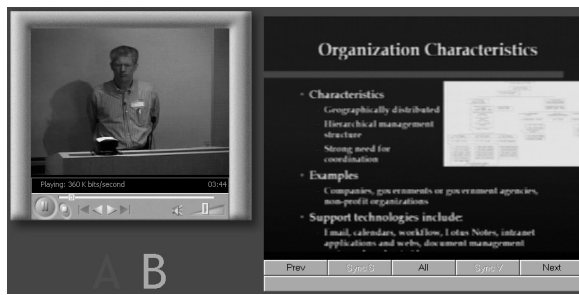 Playing: 360 K bits/second 03:44
A B
Organization Characteristics
Characteristics
Geographically distributed
Hierarchical management
structure
Strong need for
coordination
Examples
Companies, governments or government agencies,
non-profit organizations
Support technologies include:
Email, calendars, workflow, Lotus Notes, intranet
applications and webs, document management
Prev Sync S All Sync V Next